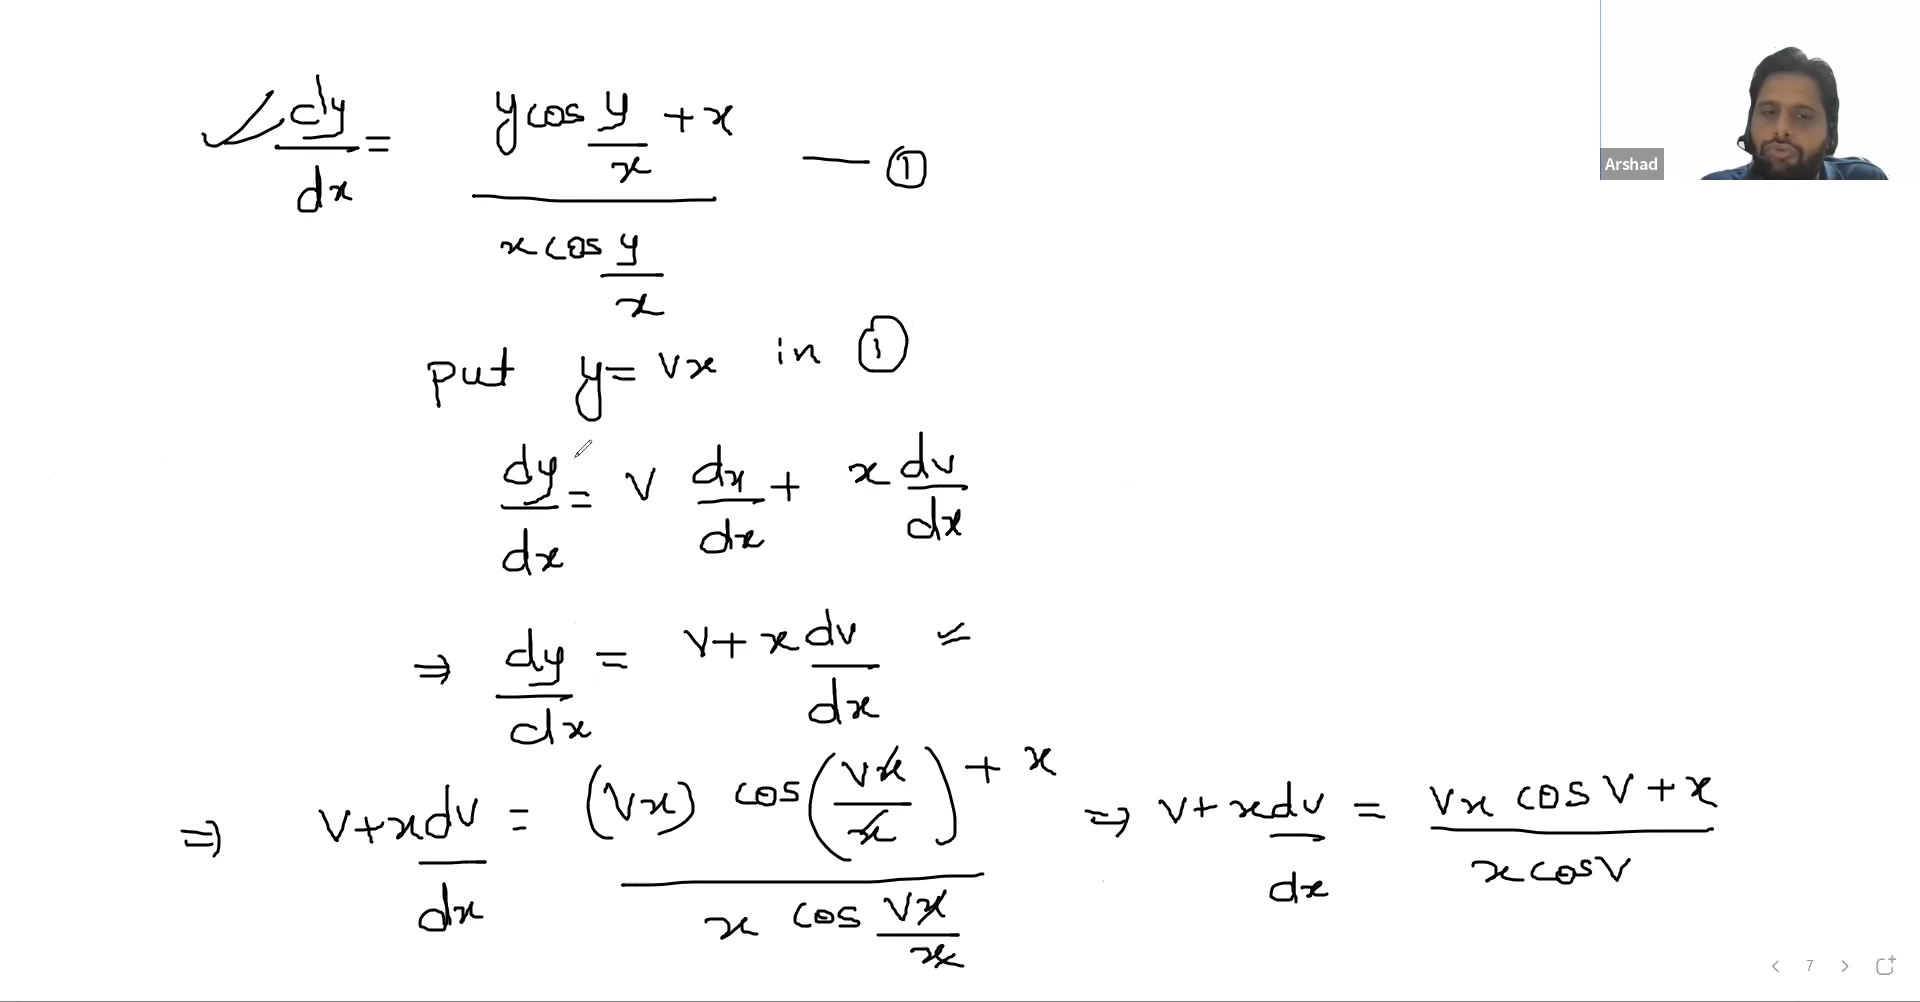 dy/dx = (y cos y/x + x)/(x cos y/x) — ①
Arshad
put y = vx in ①
dy/dx = v dx/dx + x dv/dx
⇒ dy/dx = v + x dv/dx
⇒ v + x dv/dx = ((vx) cos (vx/x) + x)/(x cos vx/x) ⇒ v + x dv/dx = (vx cos v + x)/(x cos v)
7